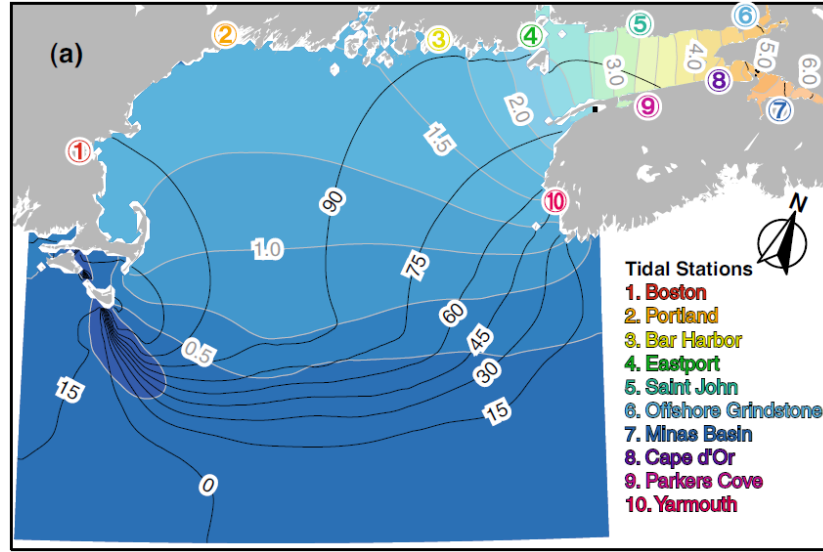 (a)
2
3
4
5
6
1
8
9
7
10
3.0
4.0
5.0
6.0
2.0
1.5
1.0
0.5
90
75
60
45
30
15
15
0
N
Tidal Stations
1. Boston
2. Portland
3. Bar Harbor
4. Eastport
5. Saint John
6. Offshore Grindstone
7. Minas Basin
8. Cape d'Or
9. Parkers Cove
10. Yarmouth